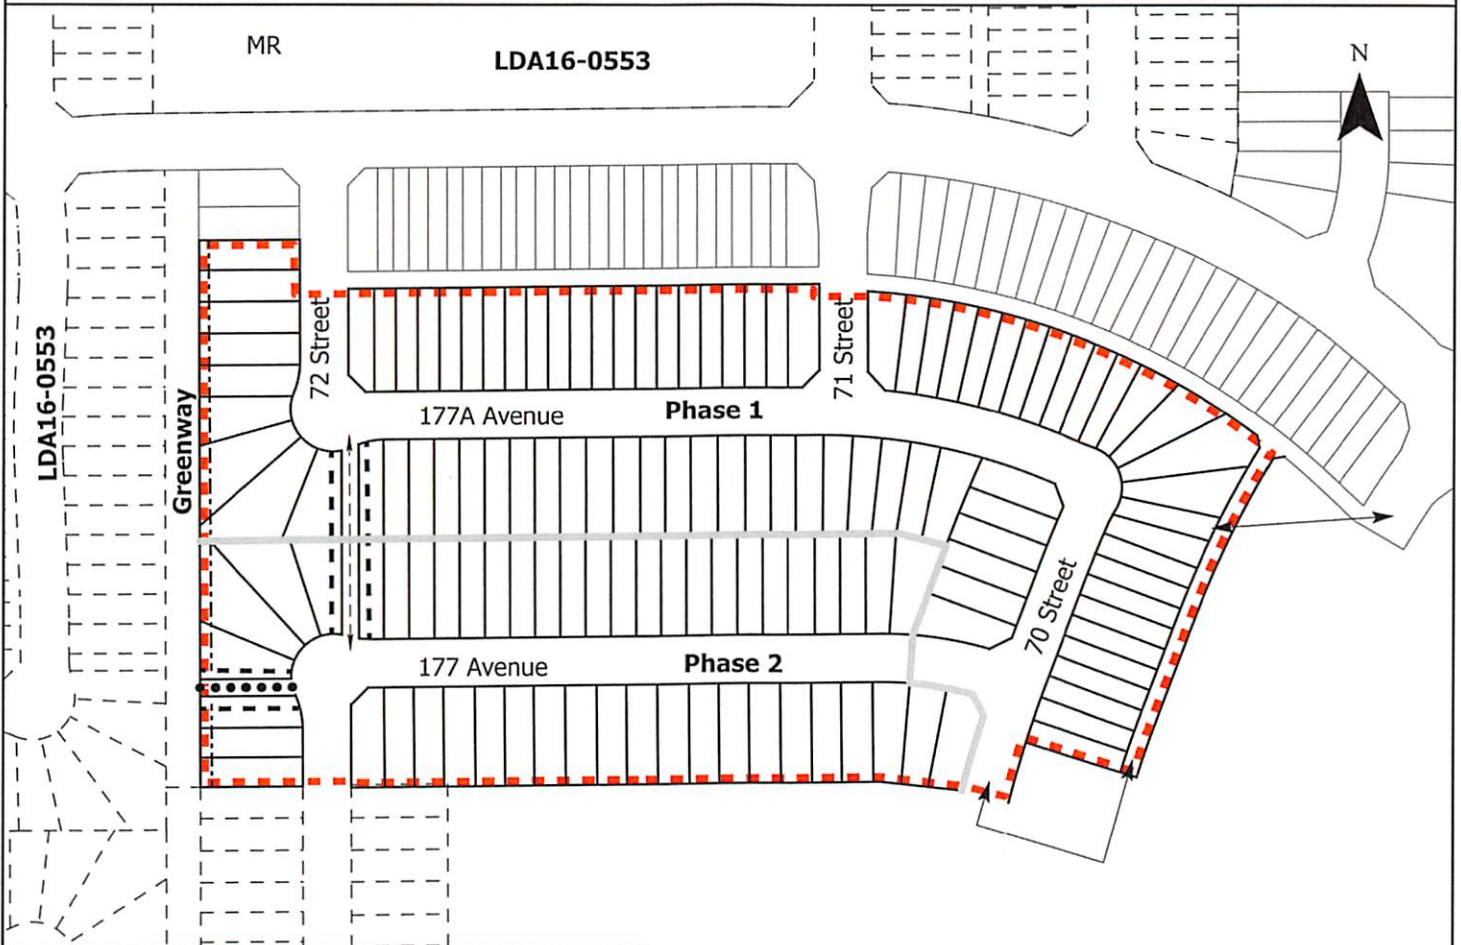 MR
LDA16-0553
N
LDA16-0553
Greenway
72 Street
71 Street
177A Avenue
Phase 1
70 Street
177 Avenue
Phase 2